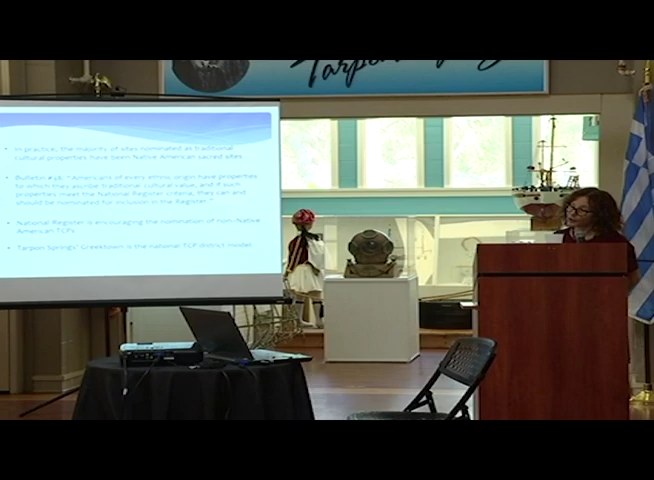 Tarpon
In practice, the majority of sites nominated as traditional
cultural properties have been Native American sacred sites.
Bulletin #38: "Americans of every ethnic origin have properties
to which they ascribe traditional cultural value, and if such
properties meet the National Register criteria, they can and
should be nominated for inclusion in the Register."
National Register is encouraging the nomination of non-Native
American TCPs.
Tarpon Springs' Greektown is the national TCP district model.